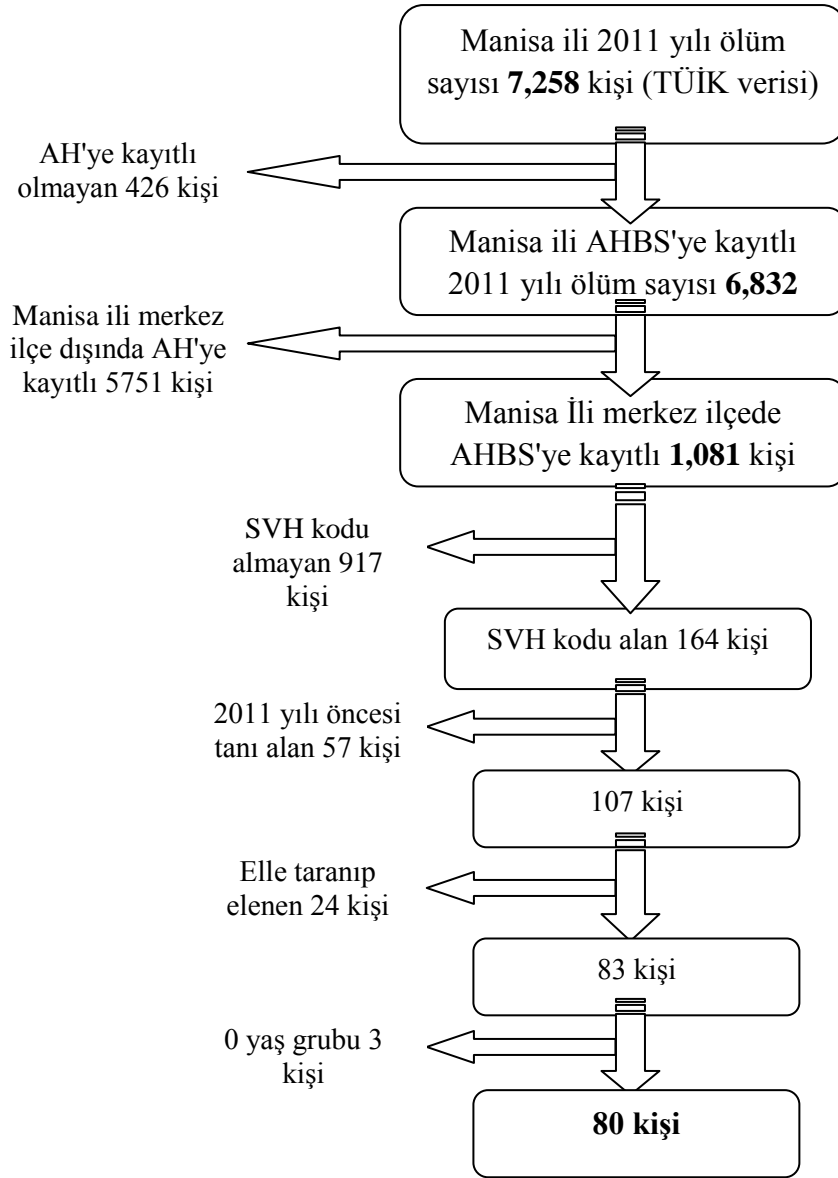 Manisa ili 2011 yılı ölüm
sayısı 7,258 kişi (TÜİK verisi)
AH'ye kayıtlı
olmayan 426 kişi
Manisa ili AHBS'ye kayıtlı
2011 yılı ölüm sayısı 6,832
Manisa ili merkez
ilçe dışında AH'ye
kayıtlı 5751 kişi
Manisa İli merkez ilçede
AHBS'ye kayıtlı 1,081 kişi
SVH kodu
almayan 917
kişi
SVH kodu alan 164 kişi
2011 yılı öncesi
tanı alan 57 kişi
107 kişi
Elle taranıp
elenen 24 kişi
83 kişi
0 yaş grubu 3
kişi
80 kişi